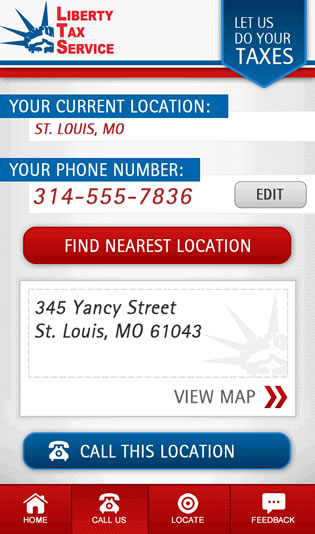 LIBERTY
TAX
SERVICE
LET US
DO YOUR
TAXES
YOUR CURRENT LOCATION:
ST. LOUIS, MO
YOUR PHONE NUMBER:
314-555-7836
EDIT
FIND NEAREST LOCATION
345 Yancy Street
St. Louis, MO 61043
VIEW MAP
CALL THIS LOCATION
HOME
CALL US
LOCATE
FEEDBACK